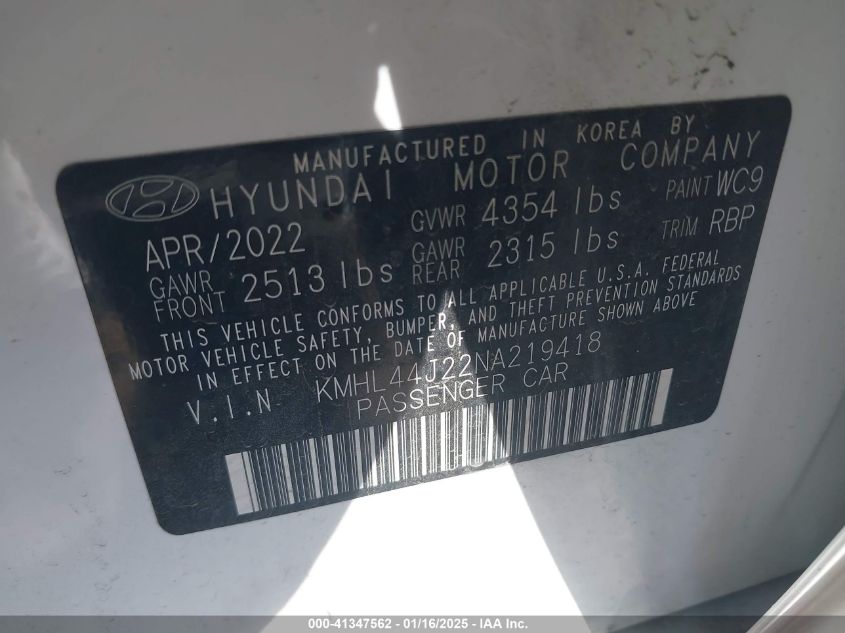 MANUFACTURED IN KOREA BY
HYUNDAI MOTOR COMPANY
APR/2022 GVWR 4354 lbs PAINT WC9
GAWR FRONT 2513 lbs GAWR REAR 2315 lbs TRIM RBP
THIS VEHICLE CONFORMS TO ALL APPLICABLE U.S.A. FEDERAL
MOTOR VEHICLE SAFETY, BUMPER, AND THEFT PREVENTION STANDARDS
IN EFFECT ON THE DATE OF MANUFACTURE SHOWN ABOVE
V.I.N KMHL44J22NA219418
PASSENGER CAR
000-41347562 - 01/16/2025 - IAA Inc.